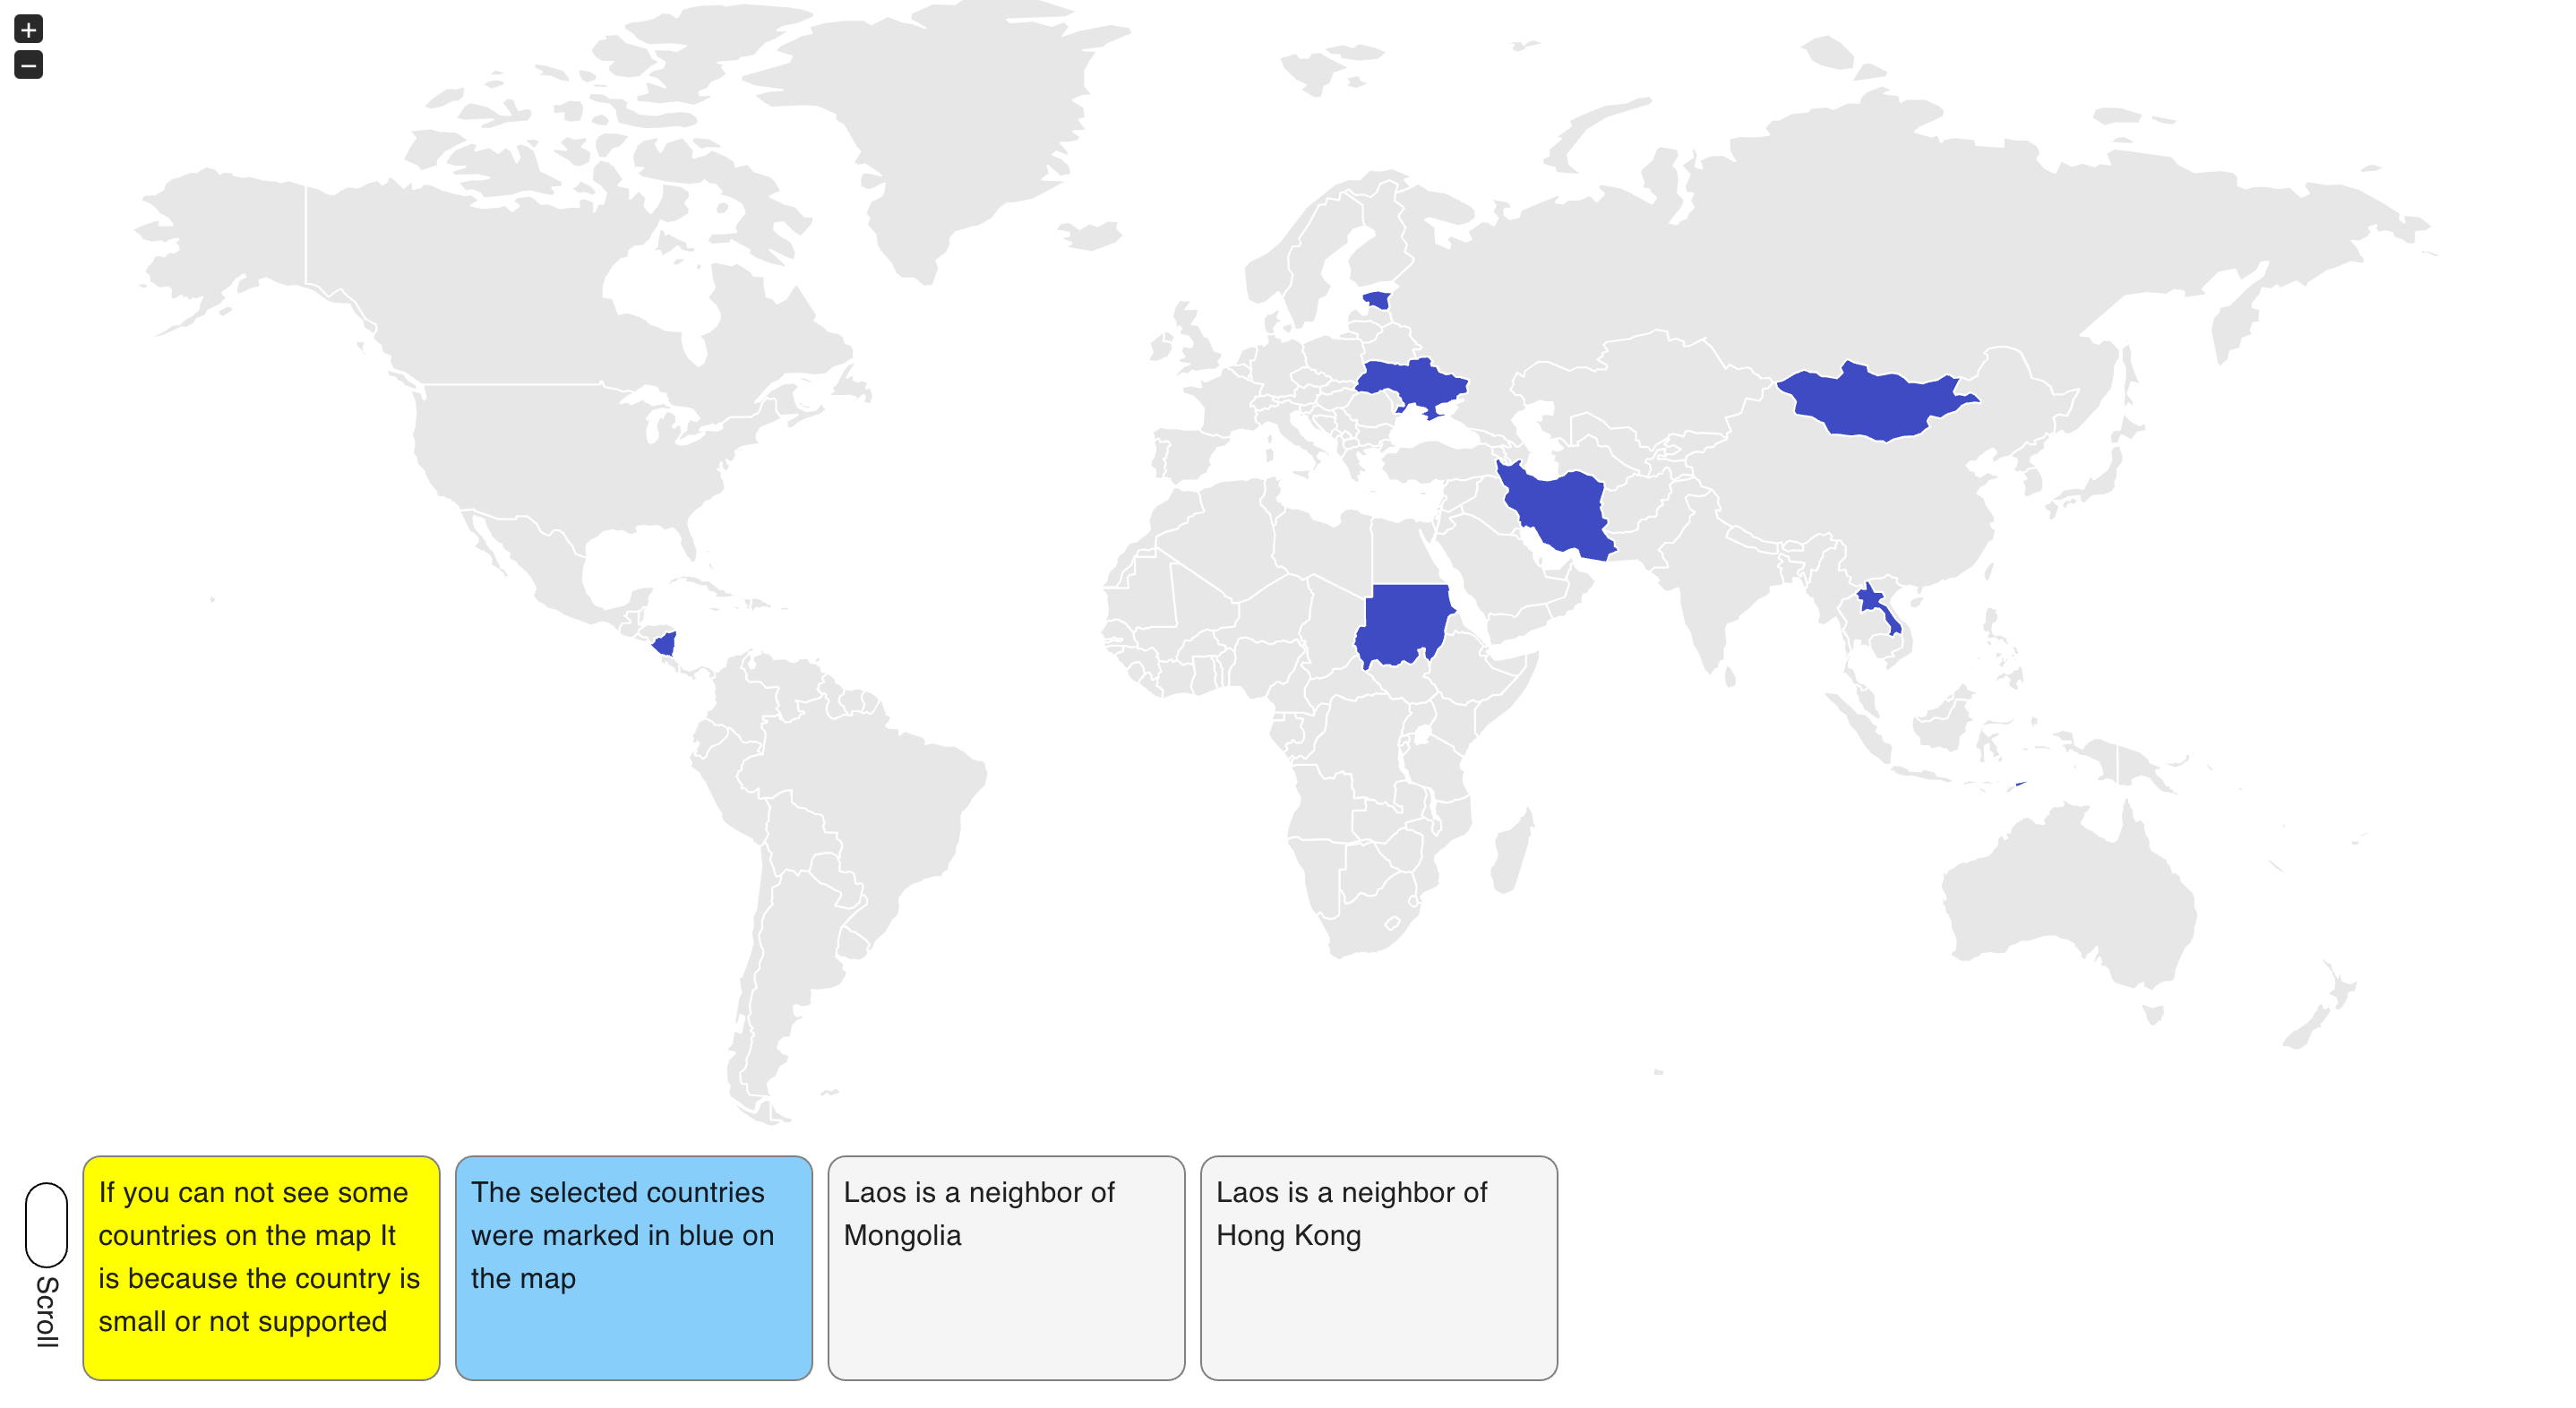 +
−
Scroll
If you can not see some
countries on the map It
is because the country is
small or not supported
The selected countries
were marked in blue on
the map
Laos is a neighbor of
Mongolia
Laos is a neighbor of
Hong Kong